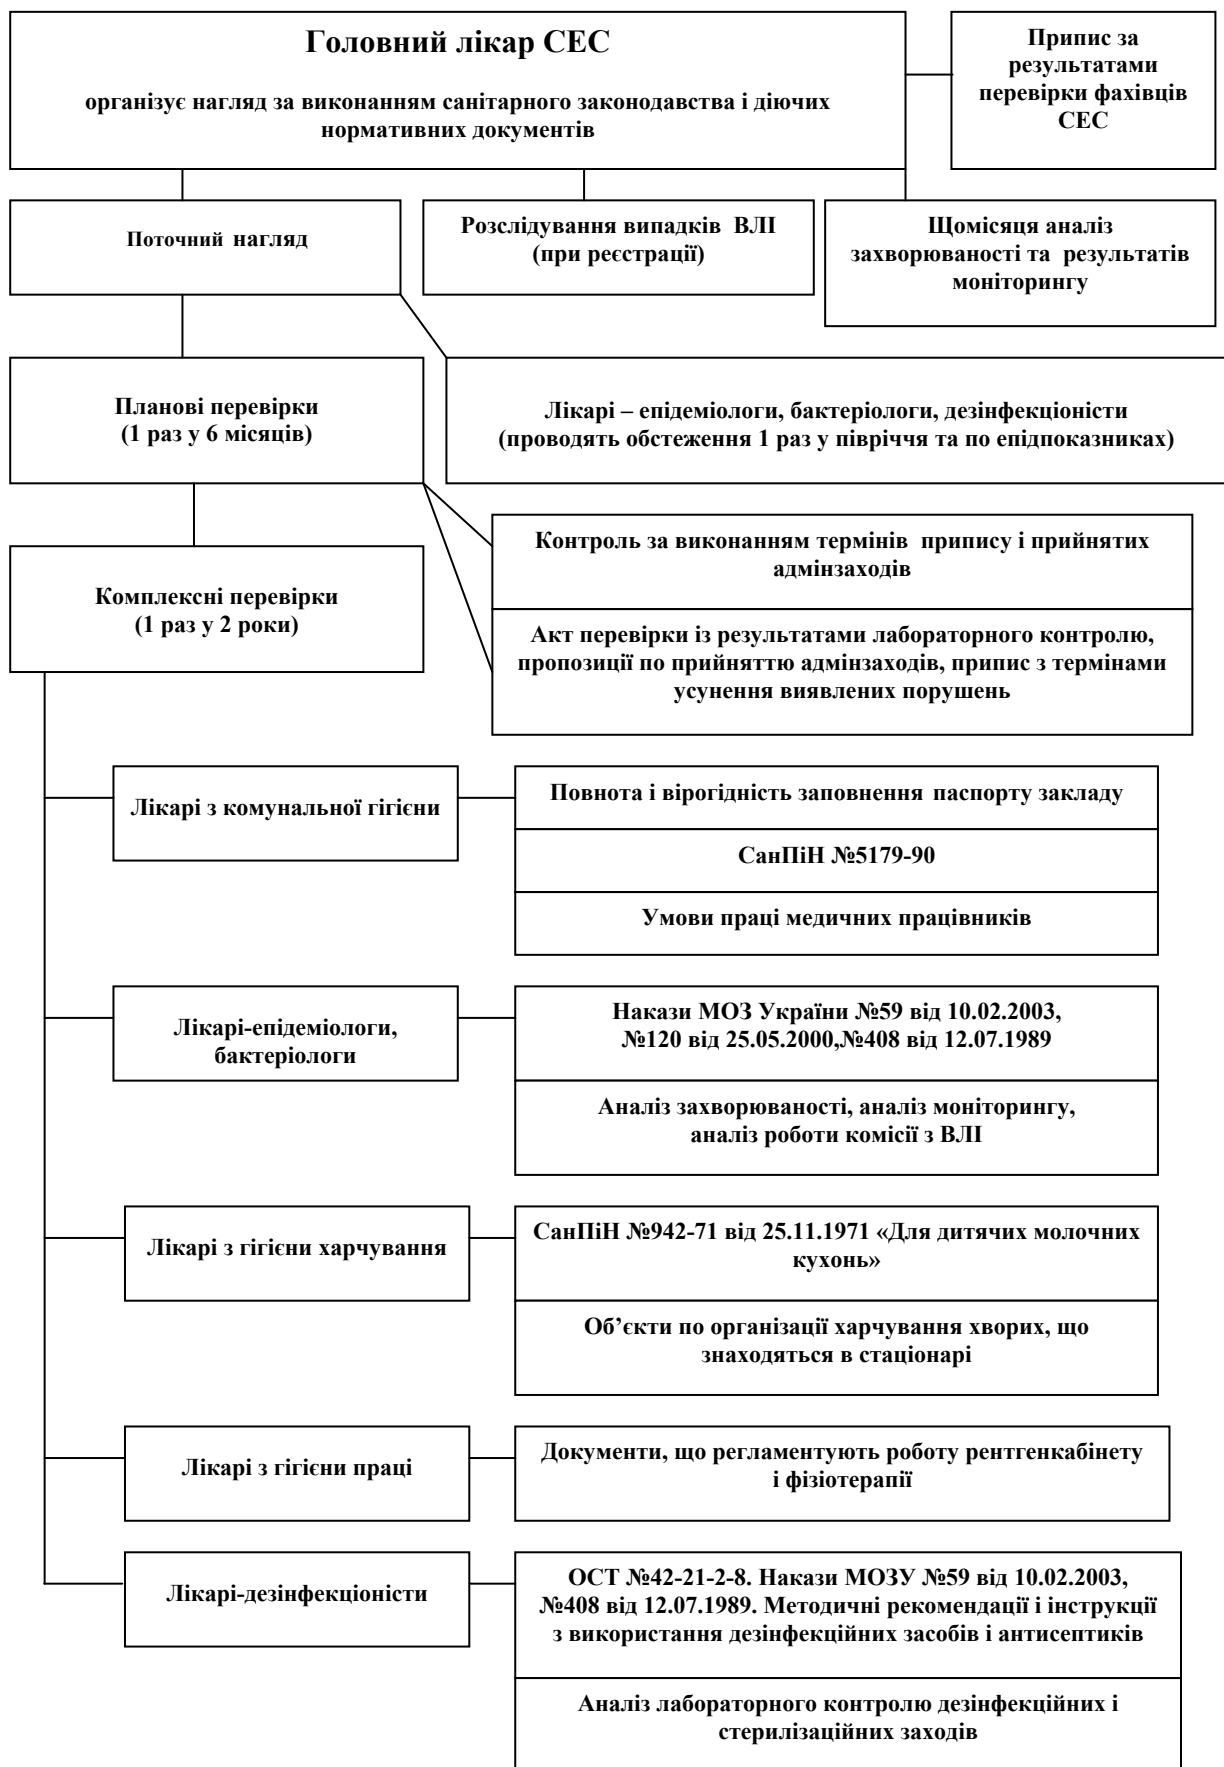 Головний лікар СЕС
організує нагляд за виконанням санітарного законодавства і діючих
нормативних документів
Припис за
результатами
перевірки фахівців
СЕС
Поточний нагляд
Розслідування випадків ВЛІ
(при реєстрації)
Щомісяця аналіз
захворюваності та результатів
моніторингу
Планові перевірки
(1 раз у 6 місяців)
Лікарі – епідеміологи, бактеріологи, дезінфекціоністи
(проводять обстеження 1 раз у півріччя та по епідпоказниках)
Контроль за виконанням термінів припису і прийнятих
адмінзаходів
Комплексні перевірки
(1 раз у 2 роки)
Акт перевірки із результатами лабораторного контролю,
пропозиції по прийняттю адмінзаходів, припис з термінами
усунення виявлених порушень
Лікарі з комунальної гігієни
Повнота і вірогідність заповнення паспорту закладу
СанПіН №5179-90
Умови праці медичних працівників
Лікарі-епідеміологи,
бактеріологи
Накази МОЗ України №59 від 10.02.2003,
№120 від 25.05.2000,№408 від 12.07.1989
Аналіз захворюваності, аналіз моніторингу,
аналіз роботи комісії з ВЛІ
Лікарі з гігієни харчування
СанПіН №942-71 від 25.11.1971 «Для дитячих молочних
кухонь»
Об’єкти по організації харчування хворих, що
знаходяться в стаціонарі
Лікарі з гігієни праці
Документи, що регламентують роботу рентгенкабінету
і фізіотерапії
Лікарі-дезінфекціоністи
ОСТ №42-21-2-8. Накази МОЗУ №59 від 10.02.2003,
№408 від 12.07.1989. Методичні рекомендації і інструкції
з використання дезінфекційних засобів і антисептиків
Аналіз лабораторного контролю дезінфекційних і
стерилізаційних заходів